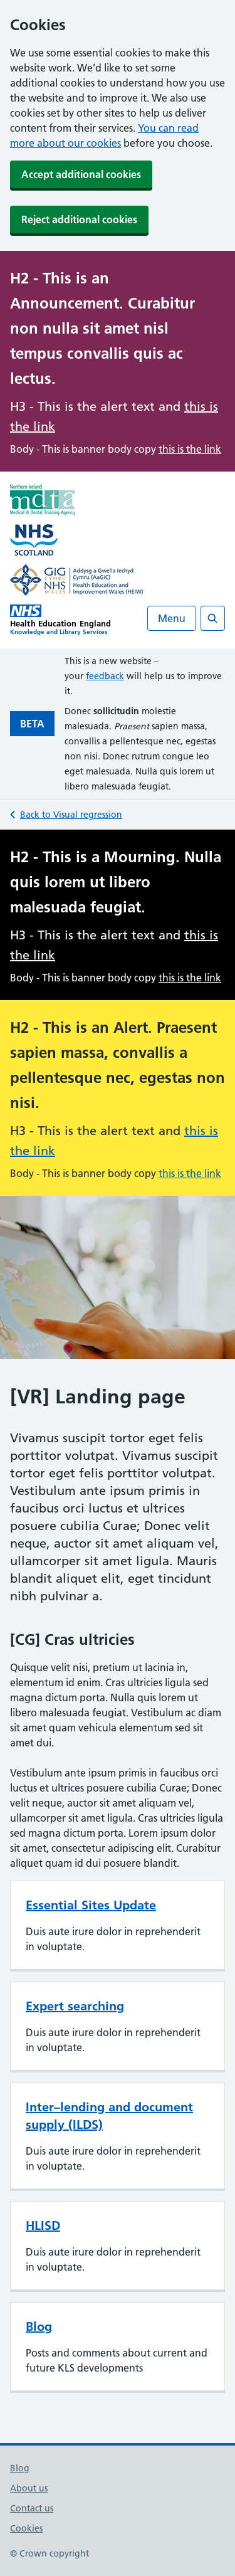 Cookies
We use some essential cookies to make this
website work. We’d like to set some
additional cookies to understand how you use
the website and to improve it. We also use
cookies set by other sites to help us deliver
content from their services. You can read
more about our cookies before you choose.
Accept additional cookies
Reject additional cookies
H2 - This is an
Announcement. Curabitur
non nulla sit amet nisl
tempus convallis quis ac
lectus.
H3 - This is the alert text and this is
the link
Body - This is banner body copy this is the link
Northern Ireland
mdta
Medical & Dental Training Agency
NHS
SCOTLAND
GIG
CYMRU
NHS
WALES
Addysg a Gwella Iechyd
Cymru (AaGIC)
Health Education and
Improvement Wales (HEIW)
NHS
Health Education England
Knowledge and Library Services
Menu
This is a new website –
your feedback will help us to improve
it.
BETA
Donec sollicitudin molestie
malesuada. Praesent sapien massa,
convallis a pellentesque nec, egestas
non nisi. Donec rutrum congue leo
eget malesuada. Nulla quis lorem ut
libero malesuada feugiat.
Back to Visual regression
H2 - This is a Mourning. Nulla
quis lorem ut libero
malesuada feugiat.
H3 - This is the alert text and this is
the link
Body - This is banner body copy this is the link
H2 - This is an Alert. Praesent
sapien massa, convallis a
pellentesque nec, egestas non
nisi.
H3 - This is the alert text and this is
the link
Body - This is banner body copy this is the link
[VR] Landing page
Vivamus suscipit tortor eget felis
porttitor volutpat. Vivamus suscipit
tortor eget felis porttitor volutpat.
Vestibulum ante ipsum primis in
faucibus orci luctus et ultrices
posuere cubilia Curae; Donec velit
neque, auctor sit amet aliquam vel,
ullamcorper sit amet ligula. Mauris
blandit aliquet elit, eget tincidunt
nibh pulvinar a.
[CG] Cras ultricies
Quisque velit nisi, pretium ut lacinia in,
elementum id enim. Cras ultricies ligula sed
magna dictum porta. Nulla quis lorem ut
libero malesuada feugiat. Vestibulum ac diam
sit amet quam vehicula elementum sed sit
amet dui.
Vestibulum ante ipsum primis in faucibus orci
luctus et ultrices posuere cubilia Curae; Donec
velit neque, auctor sit amet aliquam vel,
ullamcorper sit amet ligula. Cras ultricies ligula
sed magna dictum porta. Lorem ipsum dolor
sit amet, consectetur adipiscing elit. Curabitur
aliquet quam id dui posuere blandit.
Essential Sites Update
Duis aute irure dolor in reprehenderit
in voluptate.
Expert searching
Duis aute irure dolor in reprehenderit
in voluptate.
Inter–lending and document
supply (ILDS)
Duis aute irure dolor in reprehenderit
in voluptate.
HLISD
Duis aute irure dolor in reprehenderit
in voluptate.
Blog
Posts and comments about current and
future KLS developments
Blog
About us
Contact us
Cookies
© Crown copyright